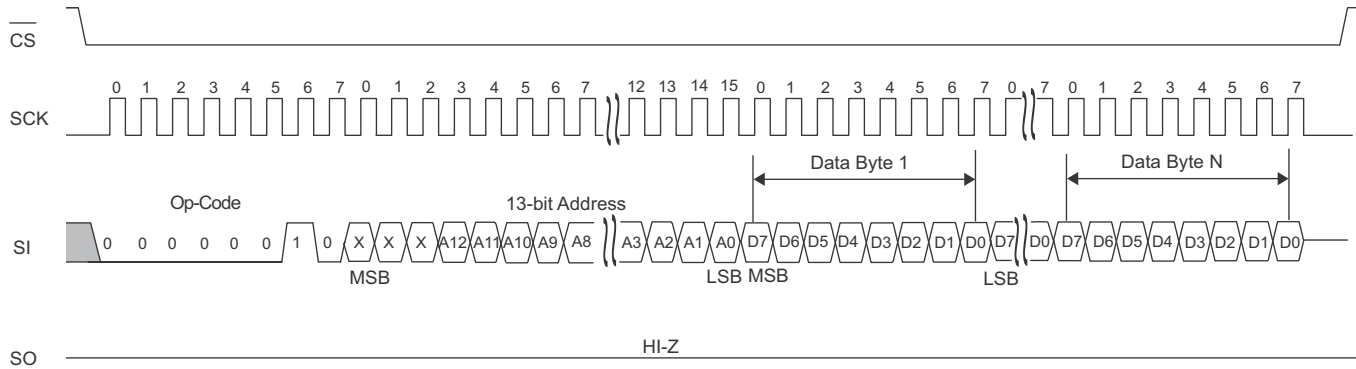 CS
0 1 2 3 4 5 6 7 0 1 2 3 4 5 6 7 12 13 14 15 0 1 2 3 4 5 6 7 0 7 0 1 2 3 4 5 6 7
SCK
Data Byte 1 Data Byte N
Op-Code 13-bit Address
SI 0 0 0 0 0 0 1 0 X X X A12 A11 A10 A9 A8 A3 A2 A1 A0 D7 D6 D5 D4 D3 D2 D1 D0 D7 D0 D7 D6 D5 D4 D3 D2 D1 D0
MSB LSB MSB LSB
HI-Z
SO